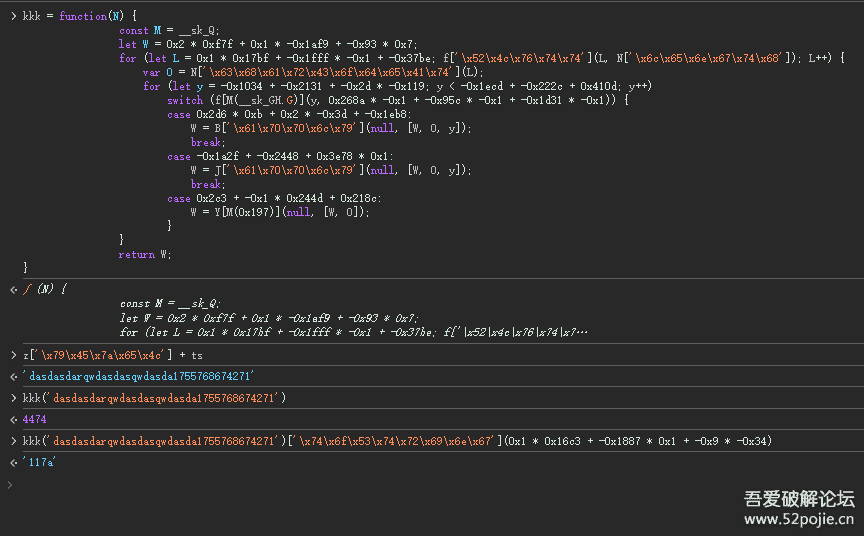 kkk = function(N) {
const M = __sk_Q;
let W = 0x2 * 0xf7f + 0x1 * -0x1af9 + -0x93 * 0x7;
for (let L = 0x1 * 0x17bf + -0x1fff * -0x1 + -0x37be; f['\x52\x4c\x76\x74\x74'](L, N['\x6c\x65\x6e\x67\x74\x68']); L++) {
var O = N['\x63\x68\x61\x72\x43\x6f\x64\x65\x41\x74'](L);
for (let y = -0x1034 + -0x2131 + -0x2d * -0x119; y < -0x1ecd + -0x222c + 0x410d; y++)
switch (f[M(__sk_GH.G)](y, 0x268a * -0x1 + -0x95c * -0x1 + -0x1d31 * -0x1)) {
case 0x2d6 * 0xb + 0x2 * -0x3d + -0x1eb8:
W = B['\x61\x70\x70\x6c\x79'](null, [W, O, y]);
break;
case -0x1a2f + -0x2448 + 0x3e78 * 0x1:
W = J['\x61\x70\x70\x6c\x79'](null, [W, O, y]);
break;
case 0x2c3 + -0x1 * 0x244d + 0x218c:
W = Y[M(0x197)](null, [W, O]);
}
}
return W;
}
ƒ (N) {
const M = __sk_Q;
let W = 0x2 * 0xf7f + 0x1 * -0x1af9 + -0x93 * 0x7;
for (let L = 0x1 * 0x17bf + -0x1fff * -0x1 + -0x37be; f['\x52\x4c\x76\x74\x7…
z['\x79\x45\x7a\x65\x4c'] + ts
'dasdasdarqwdasdasqwdasda1755768674271'
kkk('dasdasdarqwdasdasqwdasda1755768674271')
4474
kkk('dasdasdarqwdasdasqwdasda1755768674271')['\x74\x6f\x53\x74\x72\x69\x6e\x67'](0x1 * 0x16c3 + -0x1887 * 0x1 + -0x9 * -0x34)
'117a'
吾爱破解论坛
www.52pojie.cn